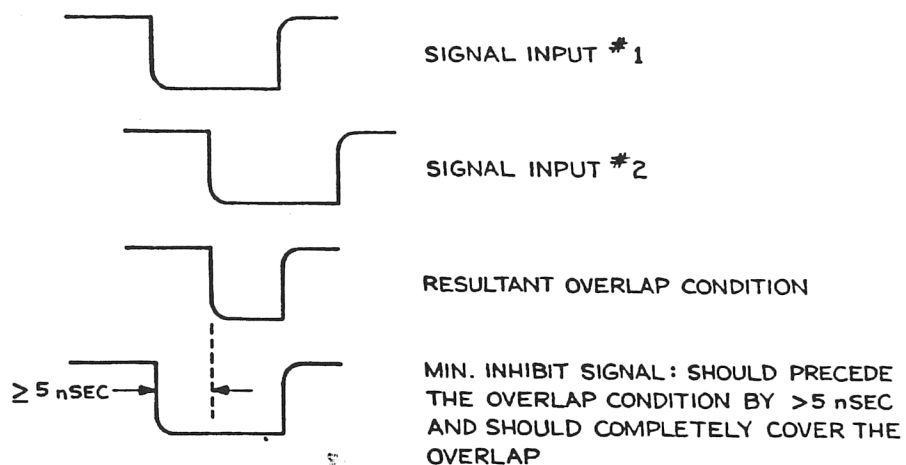 SIGNAL INPUT #1
SIGNAL INPUT #2
RESULTANT OVERLAP CONDITION
≥ 5 nSEC
MIN. INHIBIT SIGNAL: SHOULD PRECEDE
THE OVERLAP CONDITION BY >5 nSEC
AND SHOULD COMPLETELY COVER THE
OVERLAP